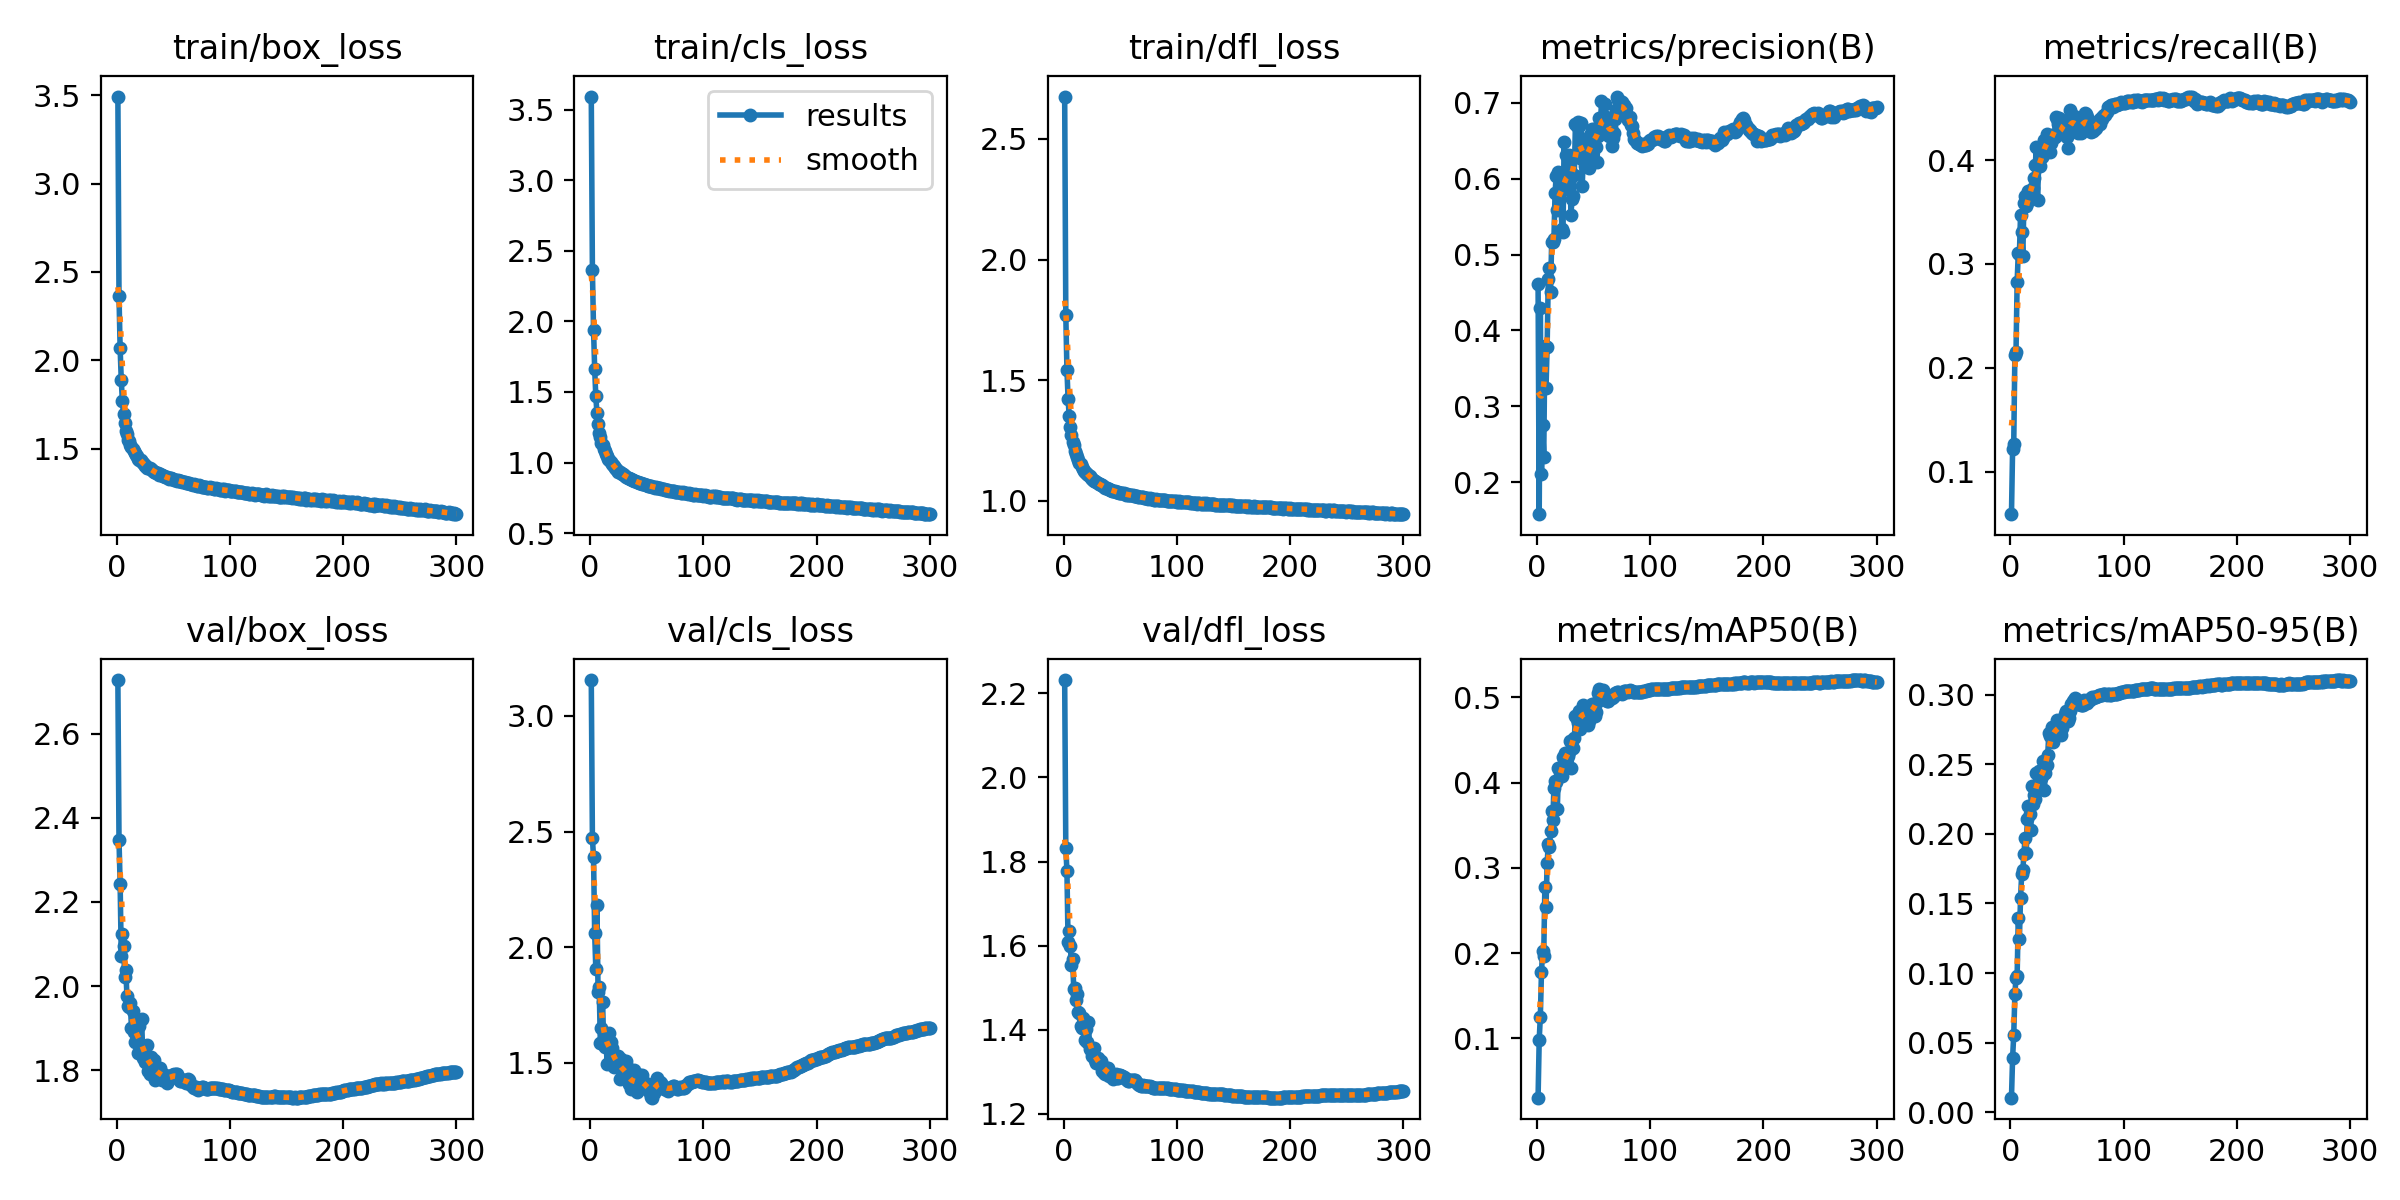 train/box_loss
3.5
3.0
2.5
2.0
1.5
0 100 200 300
train/cls_loss
results
smooth
3.5
3.0
2.5
2.0
1.5
1.0
0.5
0 100 200 300
train/dfl_loss
2.5
2.0
1.5
1.0
0 100 200 300
metrics/precision(B)
0.7
0.6
0.5
0.4
0.3
0.2
0 100 200 300
metrics/recall(B)
0.4
0.3
0.2
0.1
0 100 200 300
val/box_loss
2.6
2.4
2.2
2.0
1.8
0 100 200 300
val/cls_loss
3.0
2.5
2.0
1.5
0 100 200 300
val/dfl_loss
2.2
2.0
1.8
1.6
1.4
1.2
0 100 200 300
metrics/mAP50(B)
0.5
0.4
0.3
0.2
0.1
0 100 200 300
metrics/mAP50-95(B)
0.30
0.25
0.20
0.15
0.10
0.05
0.00
0 100 200 300